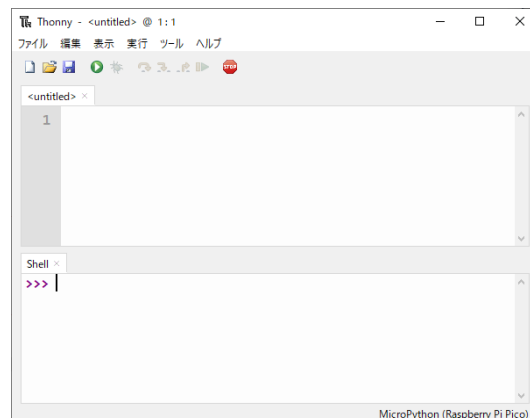 Thonny - <untitled> @ 1:1
ファイル 編集 表示 実行 ツール ヘルプ
STOP
<untitled> ×
1
Shell ×
>>>
MicroPython (Raspberry Pi Pico)